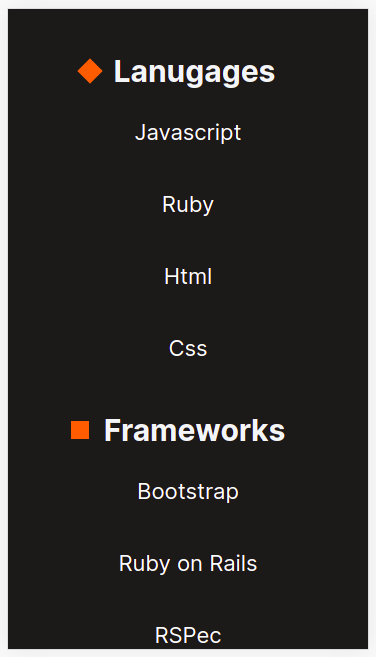 Lanugages
Javascript
Ruby
Html
Css
Frameworks
Bootstrap
Ruby on Rails
RSPec